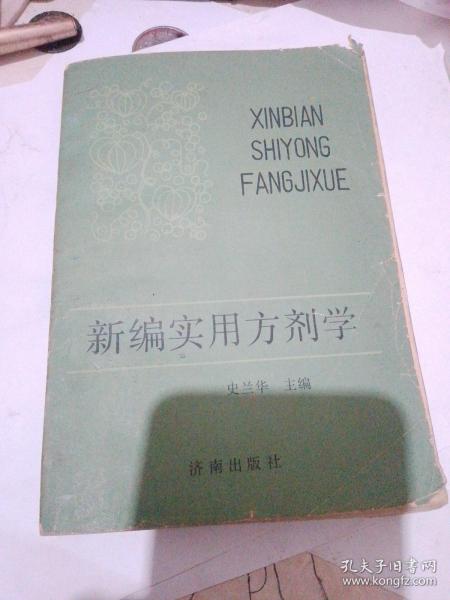 XINBIAN
SHIYONG
FANGJIXUE
新编实用方剂学
史兰华 主编
济南出版社
孔夫子旧书网
www.kongfz.com